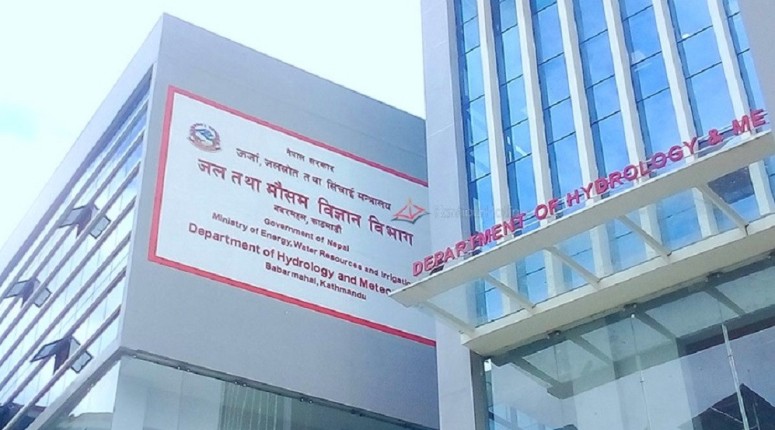 नेपाल सरकार
ऊर्जा, जलस्रोत तथा सिंचाई मन्त्रालय
जल तथा मौसम विज्ञान विभाग
बबरमहल, काठमाडौं
Government of Nepal
Ministry of Energy, Water Resources and Irrigation
Department of Hydrology and Meteo
Babarmahal, Kathmandu
DEPARTMENT OF HYDROLOGY & ME